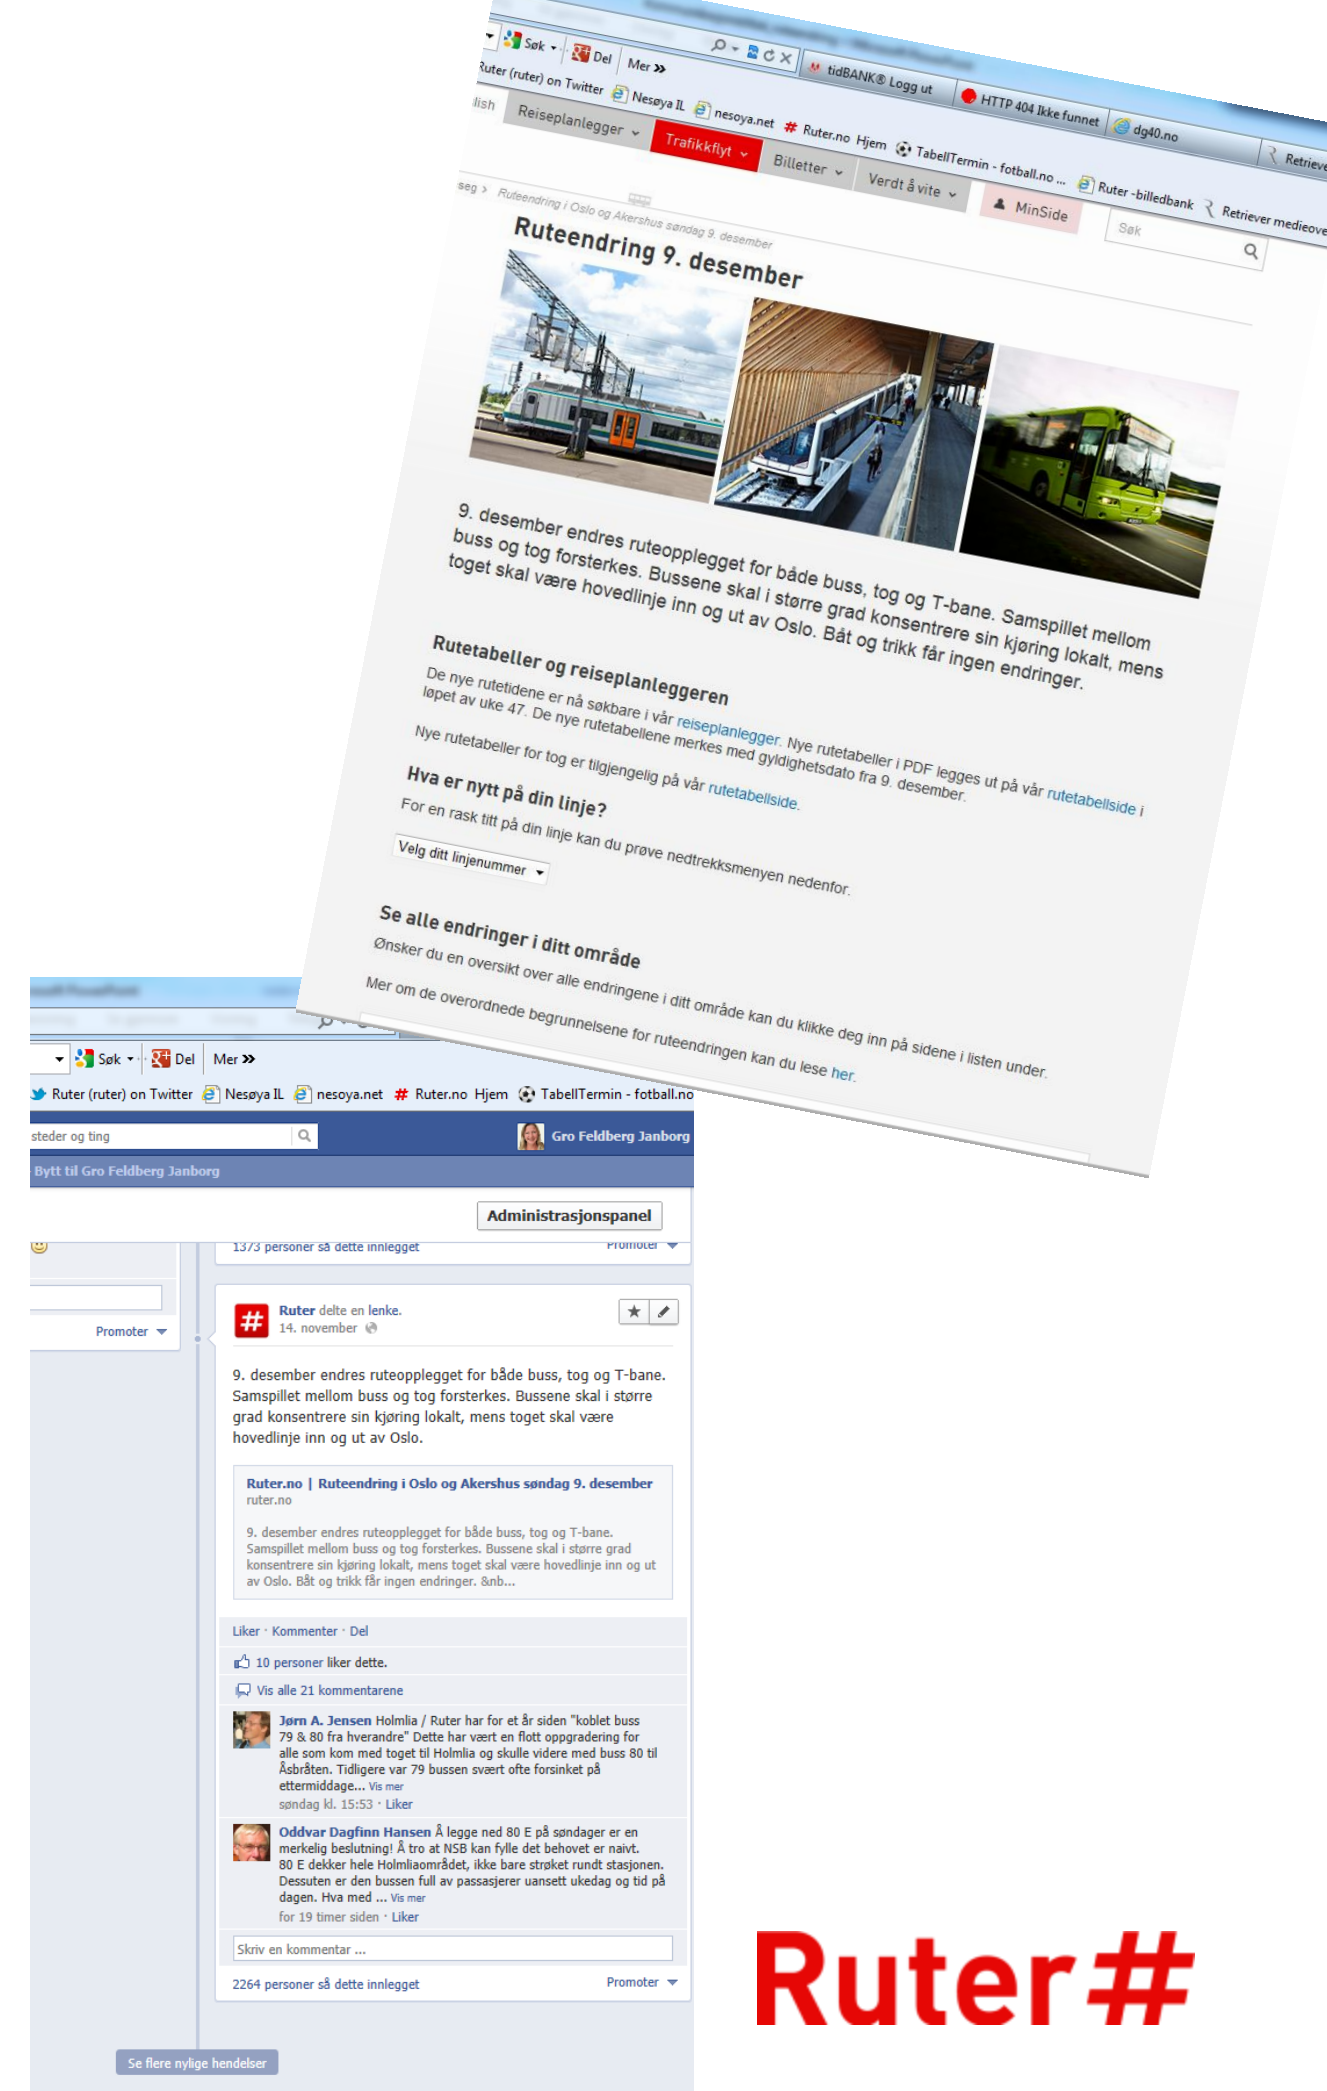 Søk
Del
Mer »
tidBANK® Logg ut
HTTP 404 Ikke funnet
dg40.no
Retrieve
Ruter (ruter) on Twitter
Nesøya IL
nesoya.net
# Ruter.no Hjem
TabellTermin - fotball.no ...
Ruter -billedbank
Retriever medieove
lish
Reiseplanlegger
Trafikkflyt
Billetter
Verdt å vite
MinSide
Søk
seg > Ruteendring i Oslo og Akershus søndag 9. desember
Ruteendring 9. desember
9. desember endres ruteopplegget for både buss, tog og T-bane. Samspillet mellom
buss og tog forsterkes. Bussene skal i større grad konsentrere sin kjøring lokalt, mens
toget skal være hovedlinje inn og ut av Oslo. Båt og trikk får ingen endringer.
Rutetabeller og reiseplanleggeren
De nye rutetidene er nå søkbare i vår reiseplanlegger. Nye rutetabeller i PDF legges ut på vår rutetabellside i
løpet av uke 47. De nye rutetabellene merkes med gyldighetsdato fra 9. desember.
Nye rutetabeller for tog er tilgjengelig på vår rutetabellside.
Hva er nytt på din linje?
For en rask titt på din linje kan du prøve nedtrekksmenyen nedenfor.
Velg ditt linjenummer
Se alle endringer i ditt område
Ønsker du en oversikt over alle endringene i ditt område kan du klikke deg inn på sidene i listen under.
Mer om de overordnede begrunnelsene for ruteendringen kan du lese her.
Søk
Del
Mer »
Ruter (ruter) on Twitter
Nesøya IL
nesoya.net
# Ruter.no Hjem
TabellTermin - fotball.no
steder og ting
Gro Feldberg Janborg
Bytt til Gro Feldberg Janborg
Administrasjonspanel
1373 personer så dette innlegget
Promoter
Promoter
Ruter delte en lenke.
14. november
9. desember endres ruteopplegget for både buss, tog og T-bane.
Samspillet mellom buss og tog forsterkes. Bussene skal i større
grad konsentrere sin kjøring lokalt, mens toget skal være
hovedlinje inn og ut av Oslo.
Ruter.no | Ruteendring i Oslo og Akershus søndag 9. desember
ruter.no
9. desember endres ruteopplegget for både buss, tog og T-bane.
Samspillet mellom buss og tog forsterkes. Bussene skal i større grad
konsentrere sin kjøring lokalt, mens toget skal være hovedlinje inn og ut
av Oslo. Båt og trikk får ingen endringer. &nb...
Liker · Kommenter · Del
10 personer liker dette.
Vis alle 21 kommentarene
Jørn A. Jensen Holmlia / Ruter har for et år siden "koblet buss
79 & 80 fra hverandre" Dette har vært en flott oppgradering for
alle som kom med toget til Holmlia og skulle videre med buss 80 til
Åsbråten. Tidligere var 79 bussen svært ofte forsinket på
ettermiddage... Vis mer
søndag kl. 15:53 · Liker
Oddvar Dagfinn Hansen Å legge ned 80 E på søndager er en
merkelig beslutning! Å tro at NSB kan fylle det behovet er naivt.
80 E dekker hele Holmliaområdet, ikke bare strøket rundt stasjonen.
Dessuten er den bussen full av passasjerer uansett ukedag og tid på
dagen. Hva med ... Vis mer
for 19 timer siden · Liker
Skriv en kommentar ...
2264 personer så dette innlegget
Promoter
Se flere nylige hendelser
Ruter#